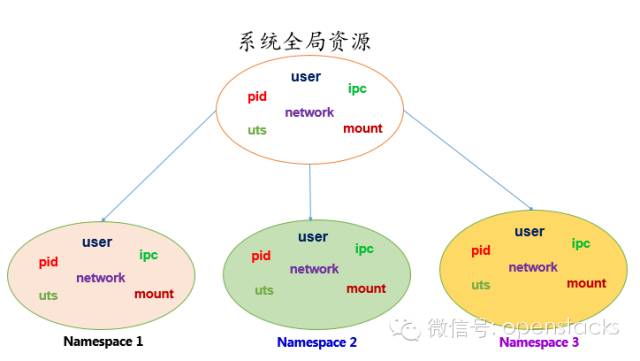 系统全局资源
user
pid
ipc
network
uts
mount
user
pid
ipc
network
uts
mount
Namespace 1
user
pid
ipc
network
uts
mount
Namespace 2
user
pid
ipc
network
uts
mount
Namespace 3
微信号: openstacks